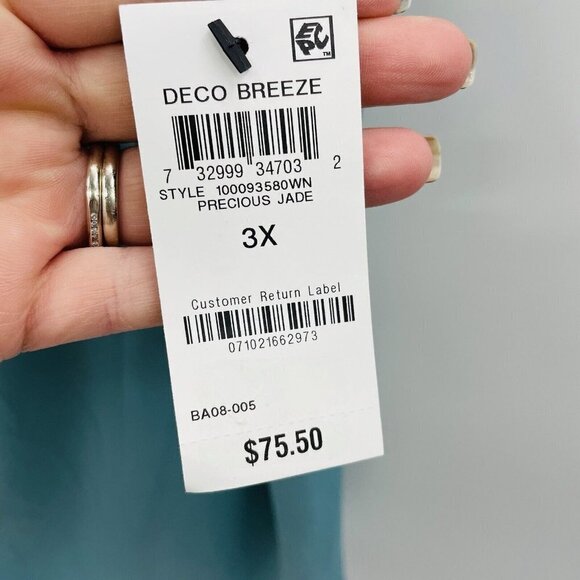 EPC
TM
DECO BREEZE
7 32999 34703 2
STYLE 100093580WN
PRECIOUS JADE
3X
Customer Return Label
071021662973
BA08-005
$75.50